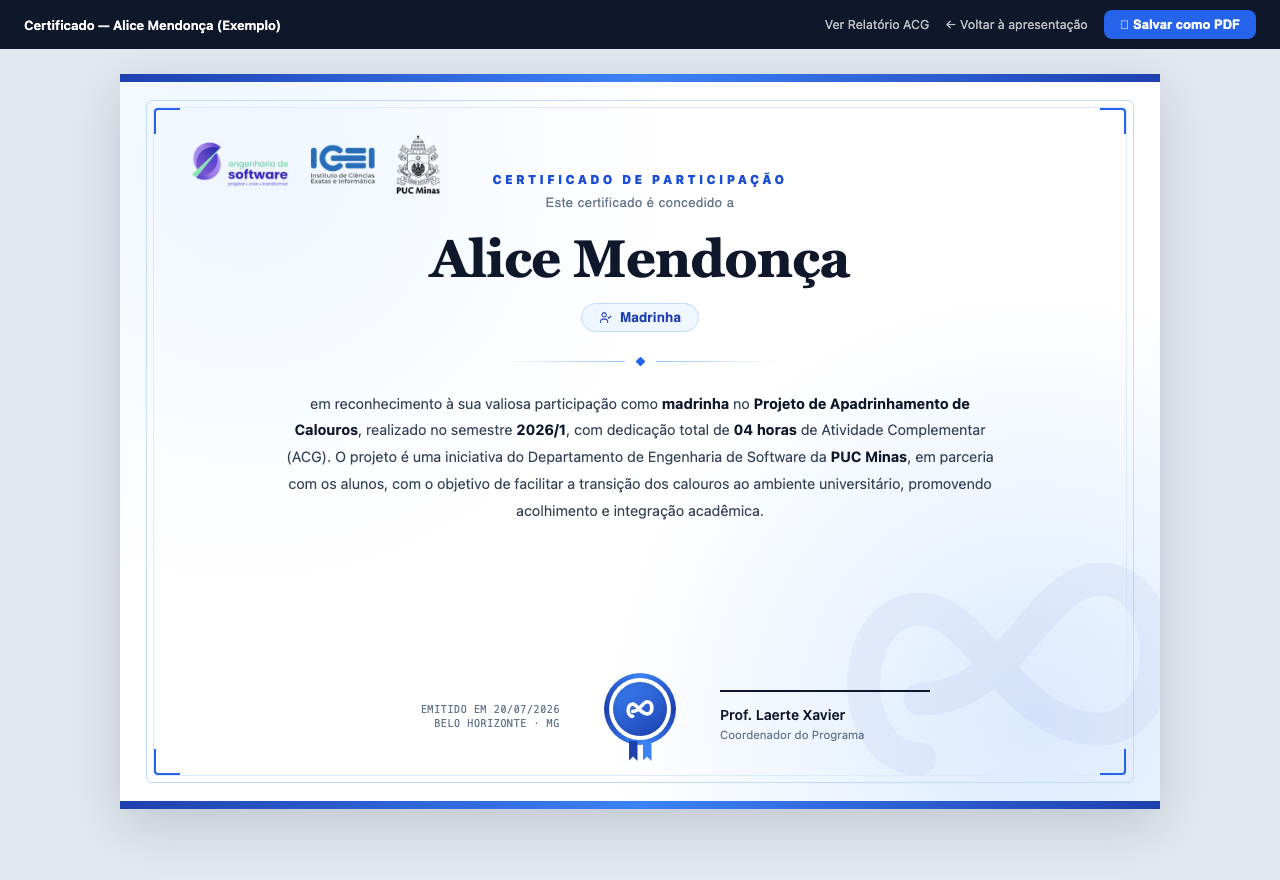 Certificado — Alice Mendonça (Exemplo)
Ver Relatório ACG
← Voltar à apresentação
Salvar como PDF
engenharia de
software
projetar • criar • transformar
ICEI
Instituto de Ciências
Exatas e Informática
PUC Minas
CERTIFICADO DE PARTICIPAÇÃO
Este certificado é concedido a
Alice Mendonça
Madrinha
em reconhecimento à sua valiosa participação como madrinha no Projeto de Apadrinhamento de
Calouros, realizado no semestre 2026/1, com dedicação total de 04 horas de Atividade Complementar
(ACG). O projeto é uma iniciativa do Departamento de Engenharia de Software da PUC Minas, em parceria
com os alunos, com o objetivo de facilitar a transição dos calouros ao ambiente universitário, promovendo
acolhimento e integração acadêmica.
EMITIDO EM 20/07/2026
BELO HORIZONTE · MG
Prof. Laerte Xavier
Coordenador do Programa